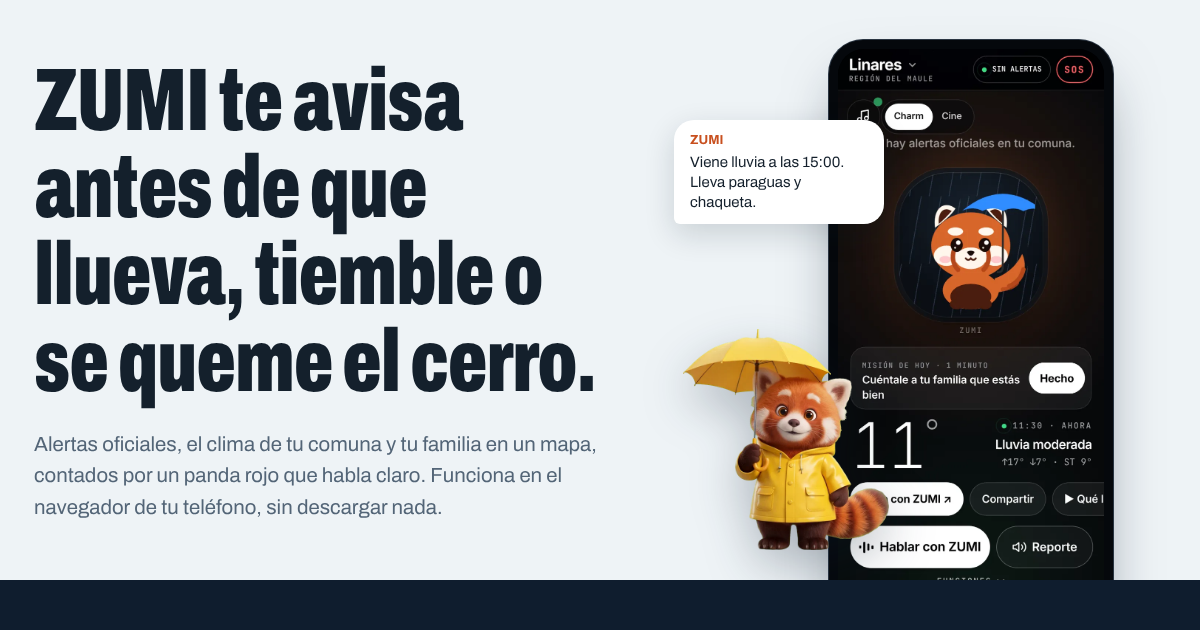 ZUMI te avisa
antes de que
llueva, tiemble o
se queme el cerro.
Alertas oficiales, el clima de tu comuna y tu familia en un mapa,
contados por un panda rojo que habla claro. Funciona en el
navegador de tu teléfono, sin descargar nada.
ZUMI
Viene lluvia a las 15:00.
Lleva paraguas y
chaqueta.
Linares
REGIÓN DEL MAULE
SIN ALERTAS
SOS
Charm
Cine
hay alertas oficiales en tu comuna.
ZUMI
MISIÓN DE HOY · 1 MINUTO
Cuéntale a tu familia que estás
bien
Hecho
11°
11:30 · AHORA
Lluvia moderada
↑17° ↓7° · ST 9°
con ZUMI ↗
Compartir
▶ Qué
Hablar con ZUMI
Reporte